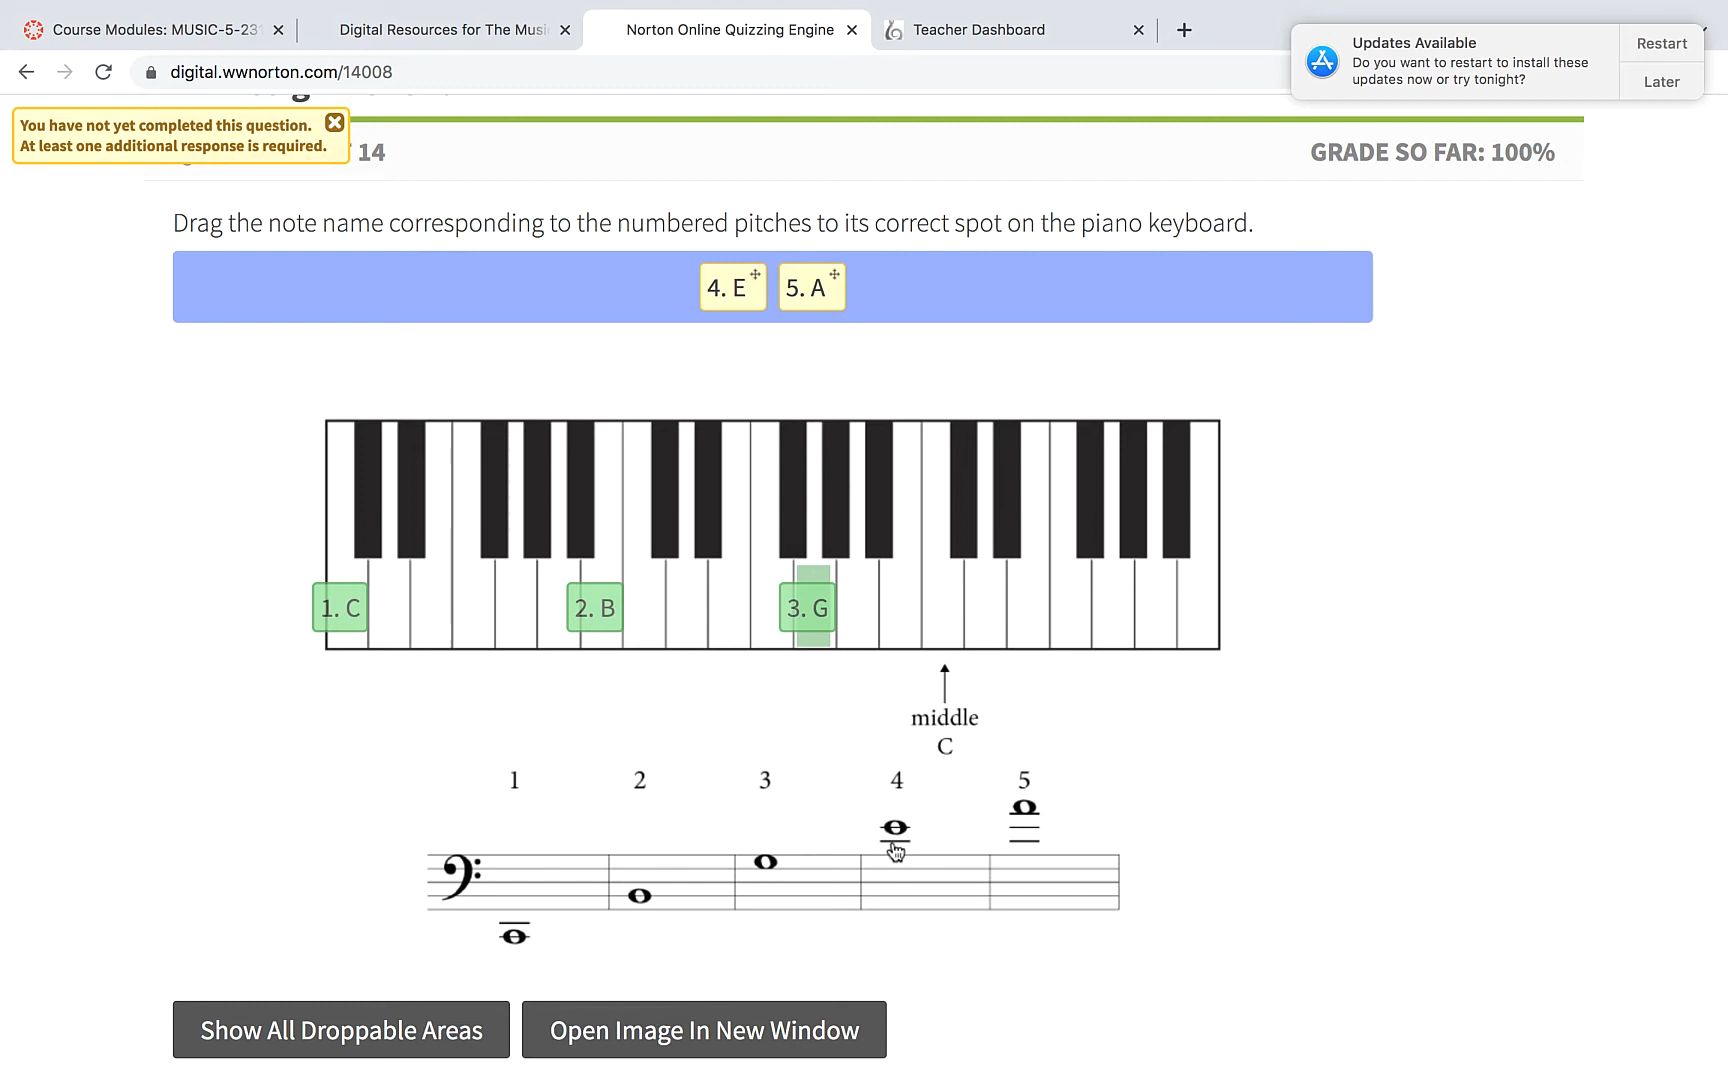 Course Modules: MUSIC-5-231
Digital Resources for The Musi
Norton Online Quizzing Engine
Teacher Dashboard
Updates Available
Do you want to restart to install these
updates now or try tonight?
Restart
Later
digital.wwnorton.com/14008
You have not yet completed this question.
At least one additional response is required.
14
GRADE SO FAR: 100%
Drag the note name corresponding to the numbered pitches to its correct spot on the piano keyboard.
4. E
5. A
1. C
2. B
3. G
middle
C
1 2 3 4 5
Show All Droppable Areas
Open Image In New Window